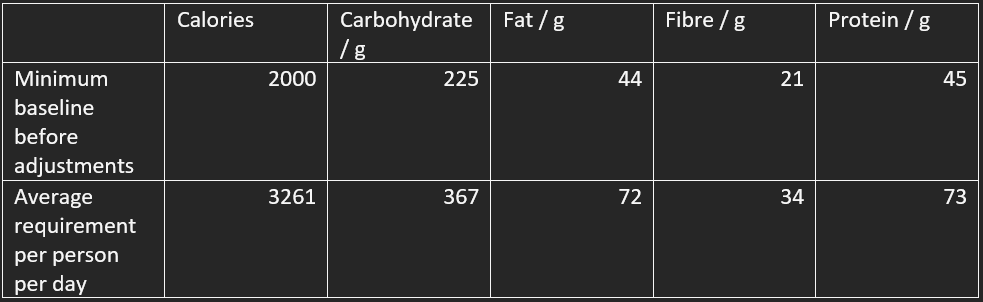 Calories Carbohydrate / g Fat / g Fibre / g Protein / g
Minimum baseline before adjustments 2000 225 44 21 45
Average requirement per person per day 3261 367 72 34 73